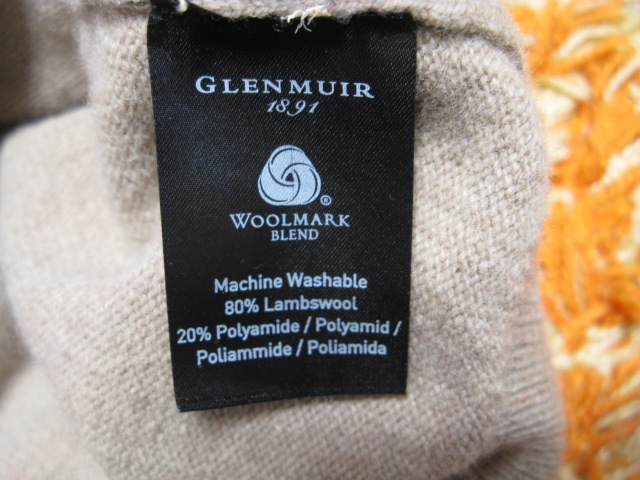 GLENMUIR
1891
®
WOOLMARK
BLEND
Machine Washable
80% Lambswool
20% Polyamide / Polyamid /
Poliammide / Poliamida